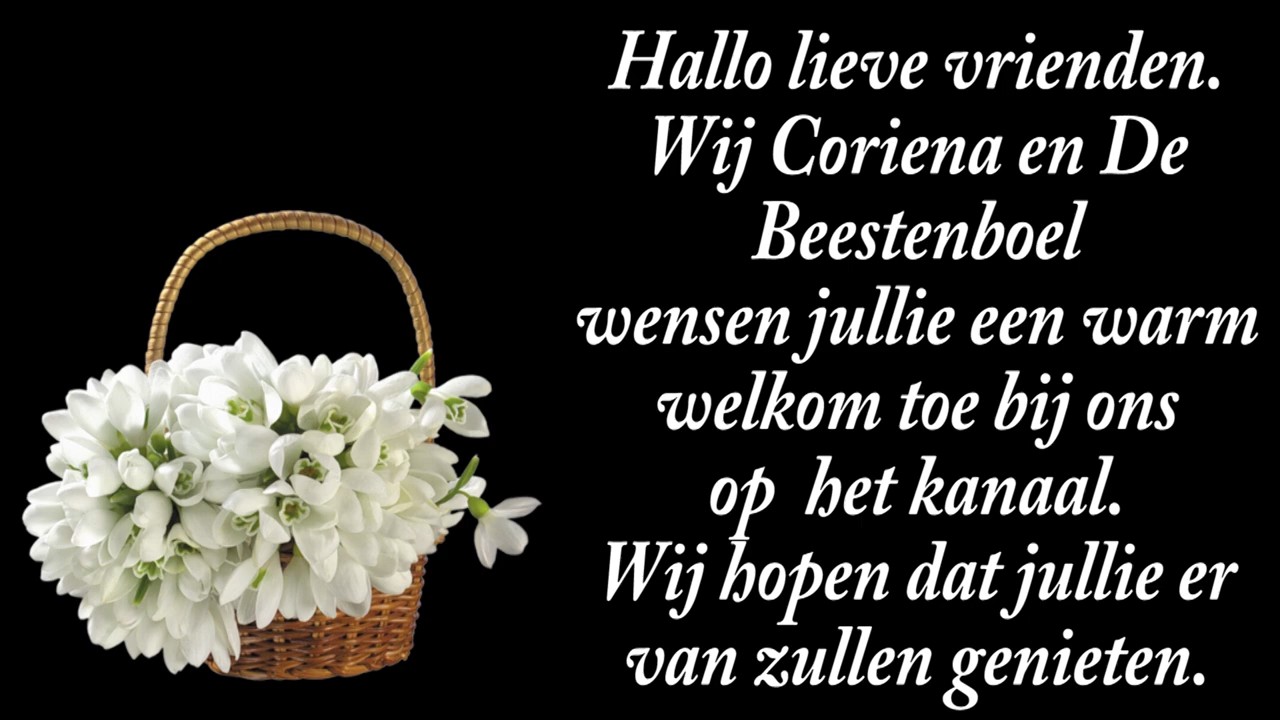 Hallo lieve vrienden.
Wij Coriena en De
Beestenboel
wensen jullie een warm
welkom toe bij ons
op het kanaal.
Wij hopen dat jullie er
van zullen genieten.